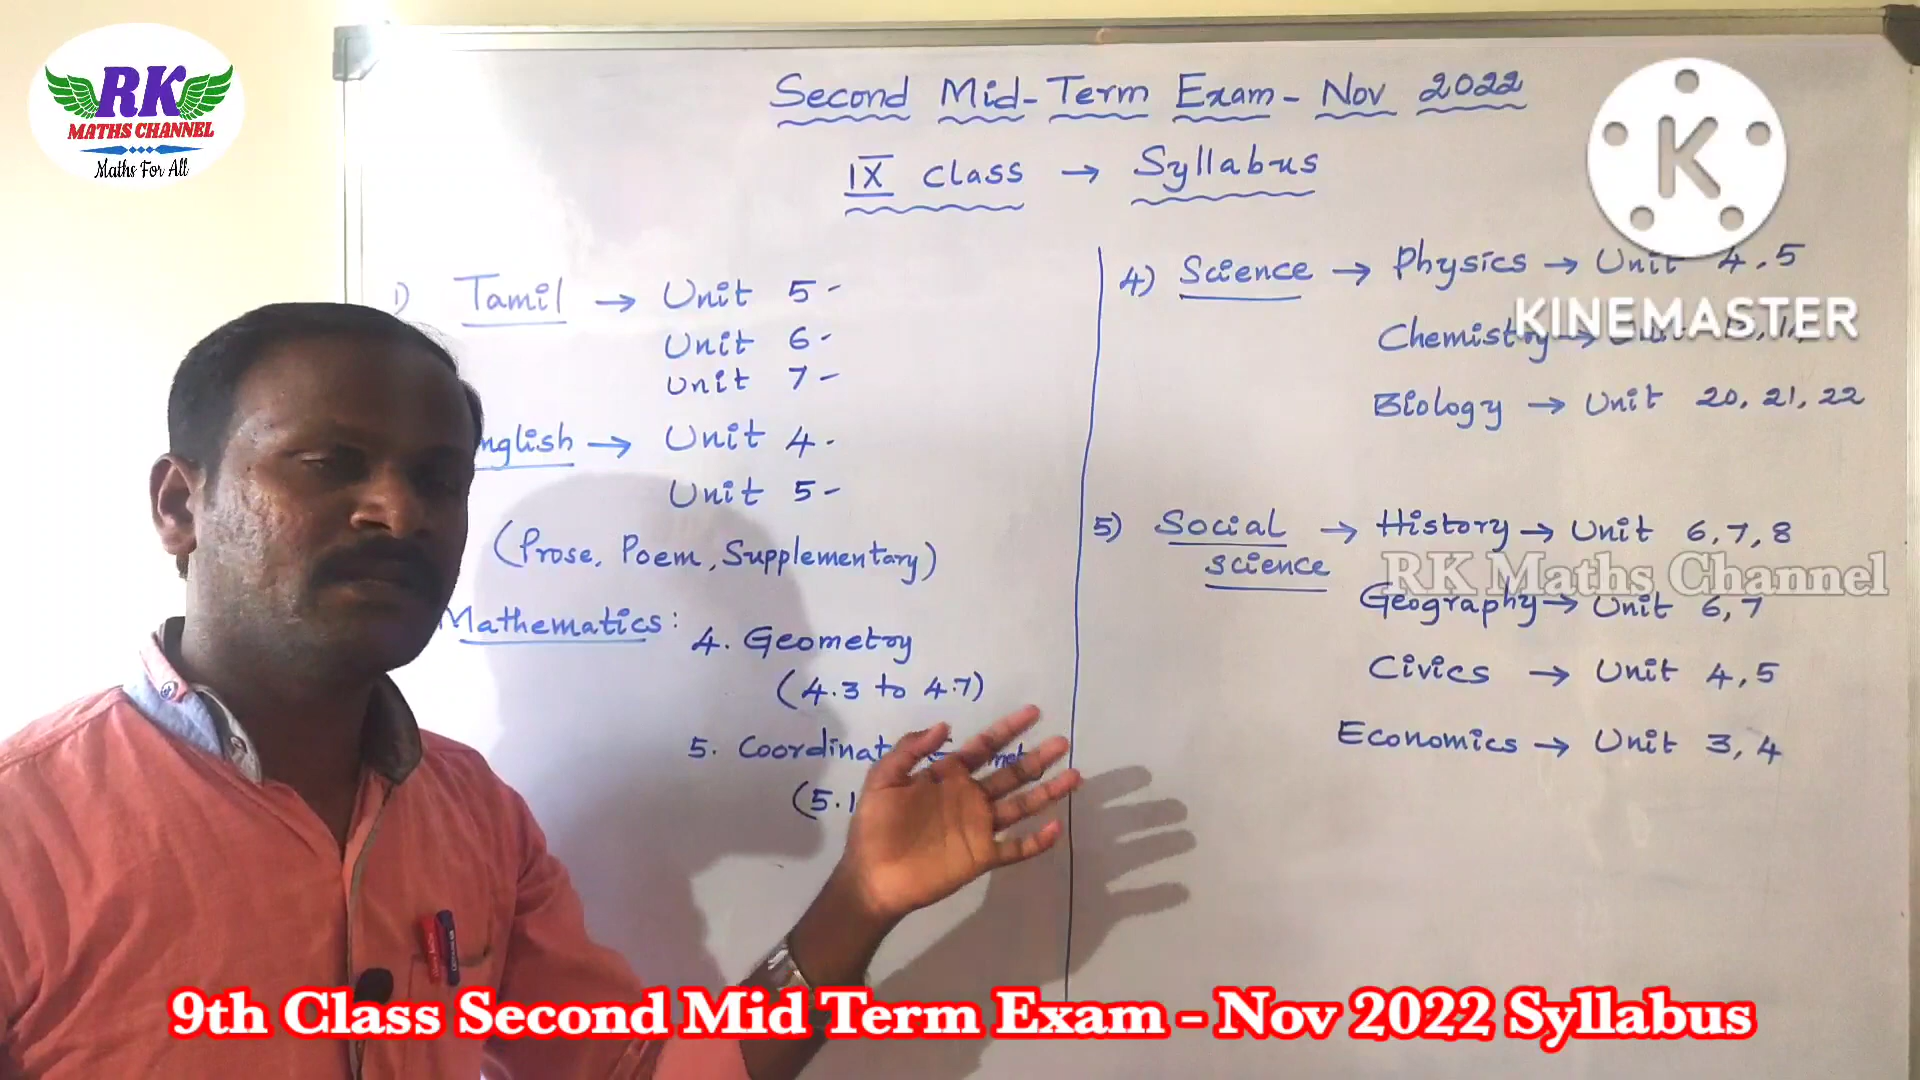 RK
MATHS CHANNEL
Maths For All
Second Mid-Term Exam - Nov 2022
IX class → Syllabus
K
KINEMASTER
1) Tamil → Unit 5 -
Unit 6 -
Unit 7 -
→ Unit 4 -
Unit 5 -
(Prose, Poem, Supplementary)
Mathematics:
4. Geometry
(4.3 to 4.7)
5. Coordinate
(5.1
4) Science → Physics → Unit 4, 5
Chemistry →
Biology → Unit 20, 21, 22
5) Social science → History → Unit 6, 7, 8
RK Maths Channel
Geography → Unit 6, 7
Civics → Unit 4, 5
Economics → Unit 3, 4
9th Class Second Mid Term Exam - Nov 2022 Syllabus